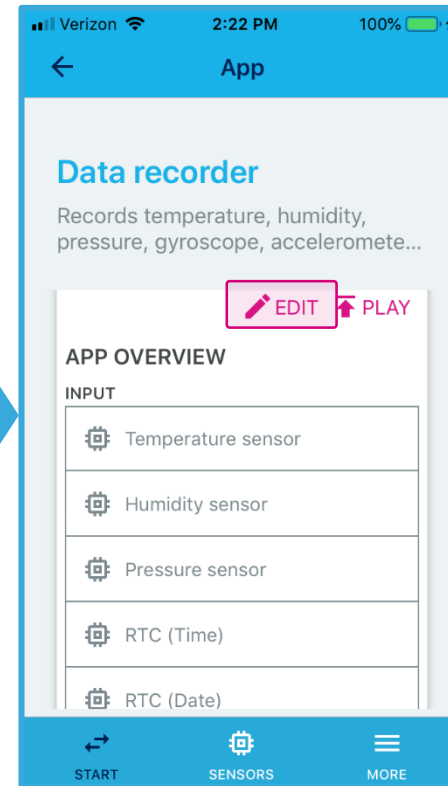 Verizon 2:22 PM 100%
App
Data recorder
Records temperature, humidity,
pressure, gyroscope, acceleromete...
EDIT PLAY
APP OVERVIEW
INPUT
Temperature sensor
Humidity sensor
Pressure sensor
RTC (Time)
RTC (Date)
START SENSORS MORE